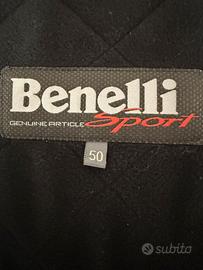 Benelli
GENUINE ARTICLE Sport
50
subito